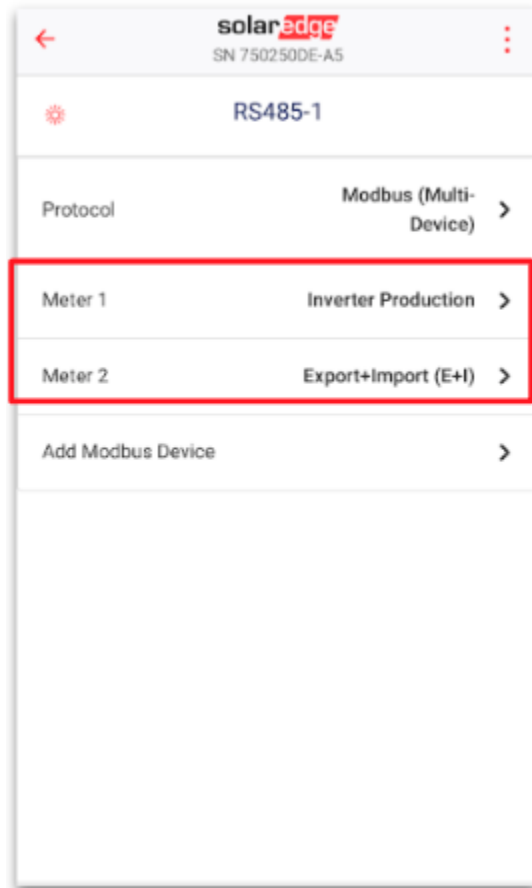 solaredge
SN 750250DE-A5
RS485-1
Protocol
Modbus (Multi-
Device)
Meter 1
Inverter Production
Meter 2
Export+Import (E+I)
Add Modbus Device